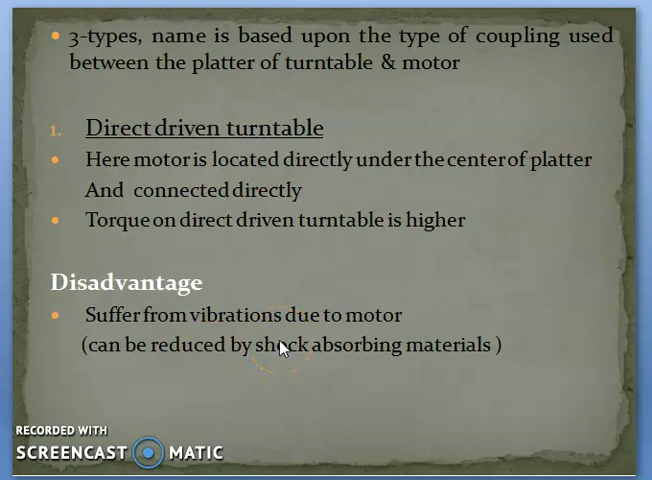 3-types, name is based upon the type of coupling used
between the platter of turntable & motor
1. Direct driven turntable
Here motor is located directly under the center of platter
And connected directly
Torque on direct driven turntable is higher
Disadvantage
Suffer from vibrations due to motor
(can be reduced by shock absorbing materials )
RECORDED WITH
SCREENCAST MATIC